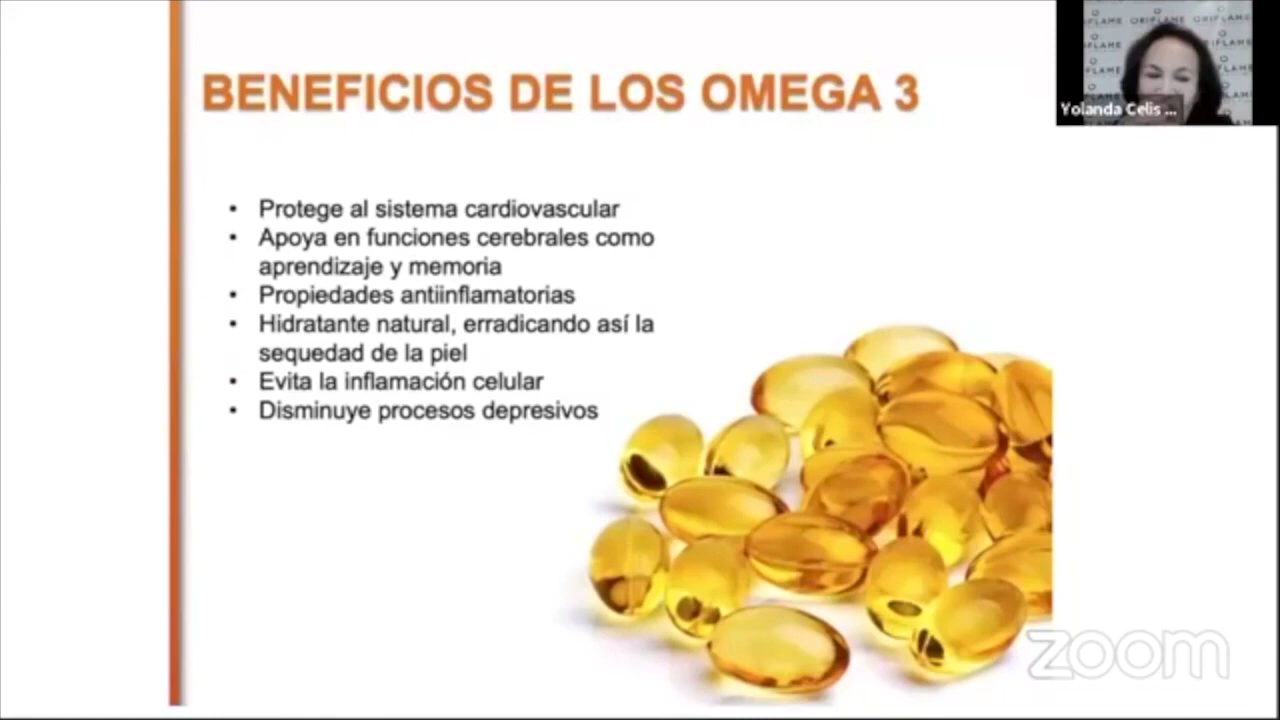 BENEFICIOS DE LOS OMEGA 3
• Protege al sistema cardiovascular
• Apoya en funciones cerebrales como
aprendizaje y memoria
• Propiedades antiinflamatorias
• Hidratante natural, erradicando así la
sequedad de la piel
• Evita la inflamación celular
• Disminuye procesos depresivos
ORIFLAME
Yolanda Celis ...
zoom